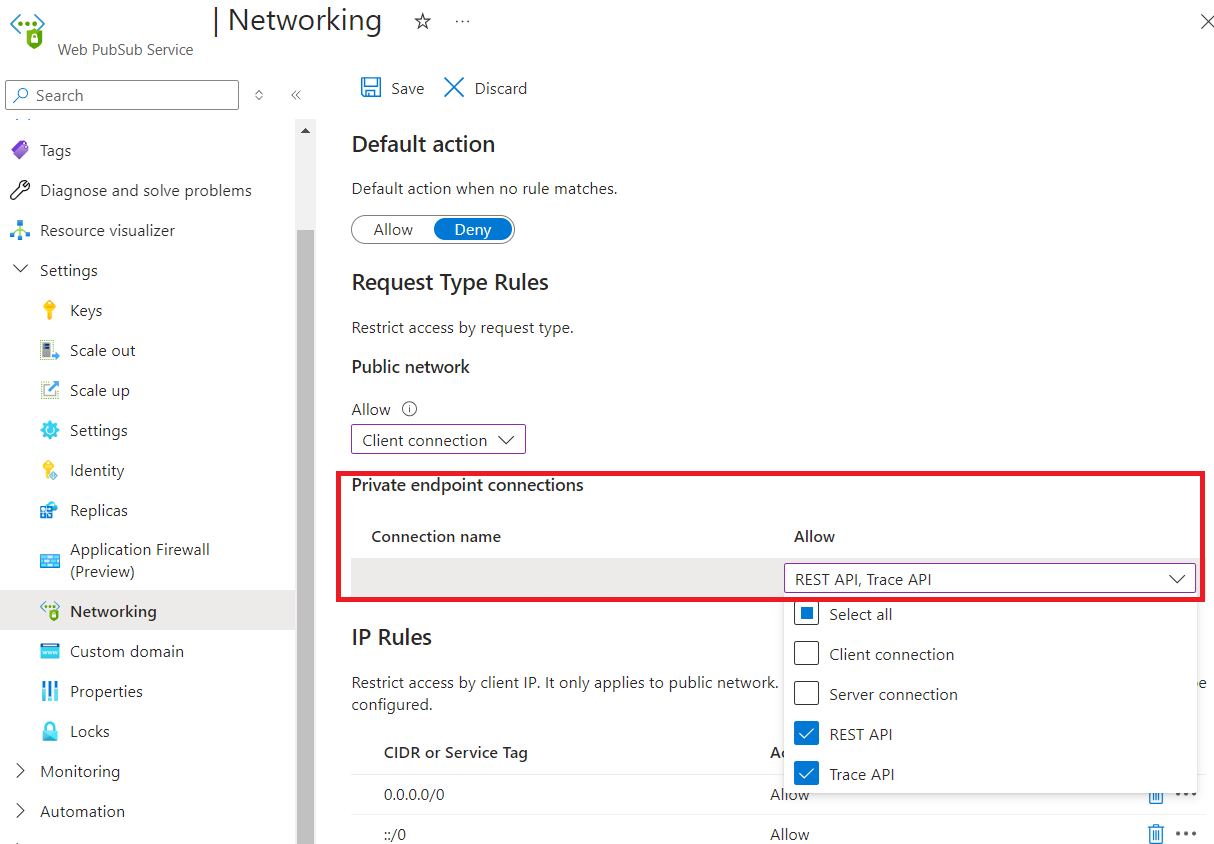 | Networking
Web PubSub Service
Search
Tags
Diagnose and solve problems
Resource visualizer
Settings
Keys
Scale out
Scale up
Settings
Identity
Replicas
Application Firewall
(Preview)
Networking
Custom domain
Properties
Locks
Monitoring
Automation
Save Discard
Default action
Default action when no rule matches.
Allow Deny
Request Type Rules
Restrict access by request type.
Public network
Allow
Client connection
Private endpoint connections
Connection name Allow
REST API, Trace API
Select all
Client connection
Server connection
REST API
Trace API
IP Rules
Restrict access by client IP. It only applies to public network.
configured.
CIDR or Service Tag
0.0.0.0/0 Allow
::/0 Allow